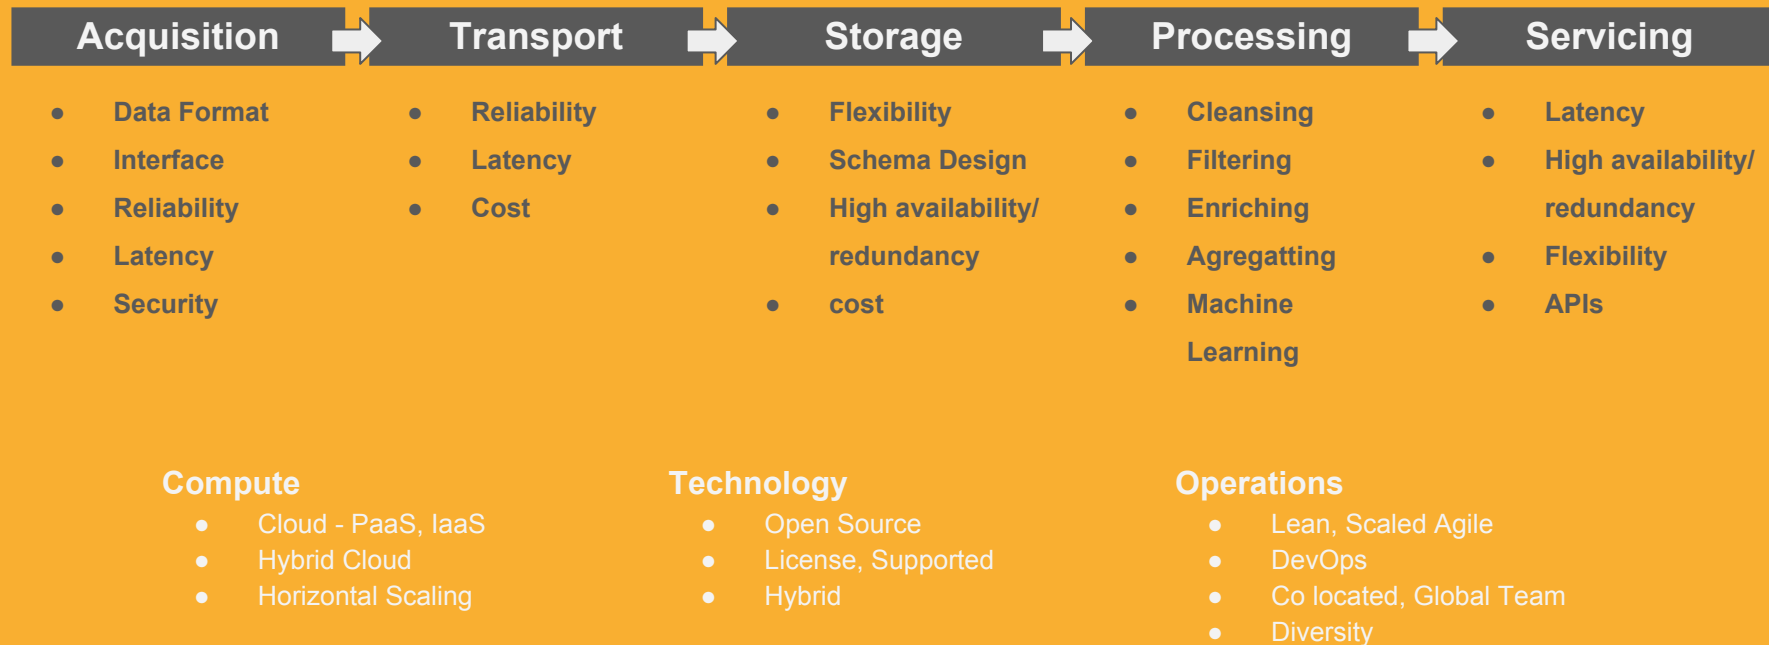 Acquisition
Data Format
Interface
Reliability
Latency
Security
Transport
Reliability
Latency
Cost
Storage
Flexibility
Schema Design
High availability/
redundancy
cost
Processing
Cleansing
Filtering
Enriching
Agregatting
Machine
Learning
Servicing
Latency
High availability/
redundancy
Flexibility
APIs
Compute
Cloud - PaaS, IaaS
Hybrid Cloud
Horizontal Scaling
Technology
Open Source
License, Supported
Hybrid
Operations
Lean, Scaled Agile
DevOps
Co located, Global Team
Diversity